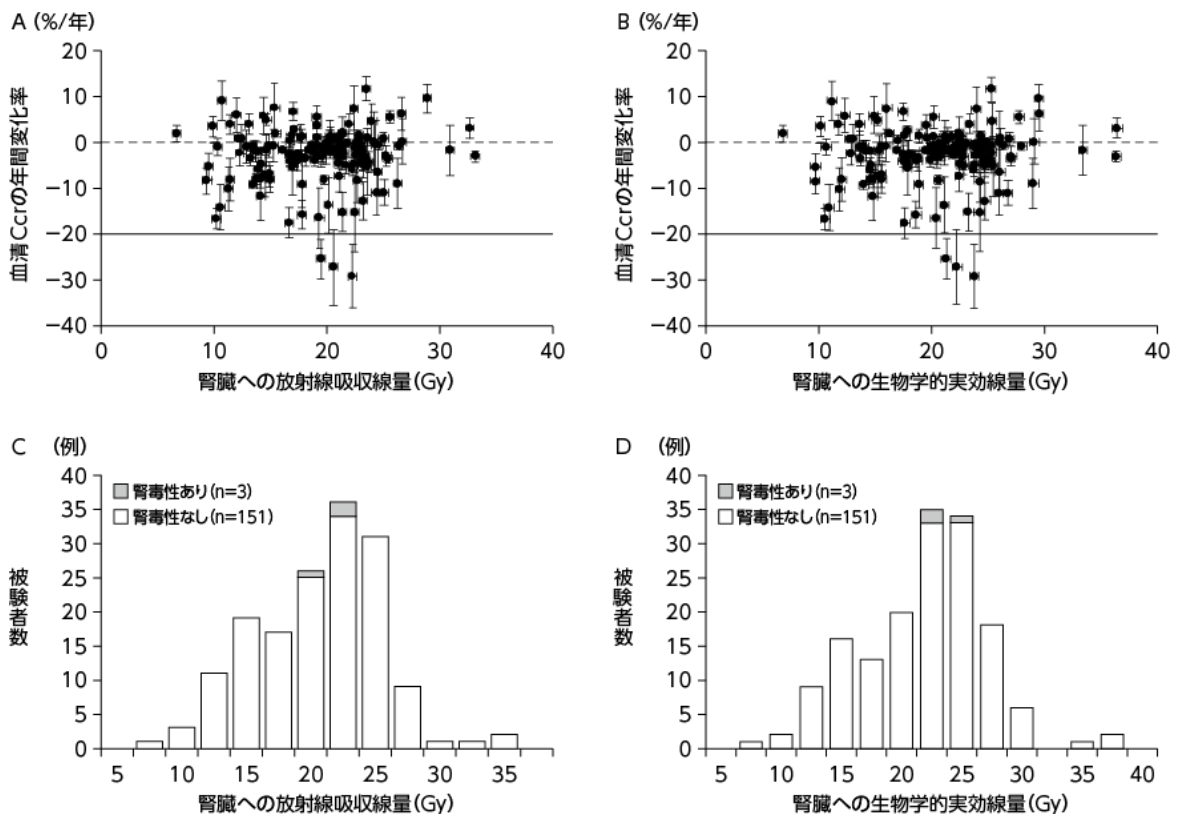 A (%/年)
20
10
0
−10
−20
−30
−40
血清Ccrの年間変化率
0 10 20 30 40
腎臓への放射線吸収線量(Gy)
B (%/年)
20
10
0
−10
−20
−30
−40
血清Ccrの年間変化率
0 10 20 30 40
腎臓への生物学的実効線量(Gy)
C (例)
40
35
30
25
20
15
10
5
0
被験者数
腎毒性あり(n=3)
腎毒性なし(n=151)
5 10 15 20 25 30 35
腎臓への放射線吸収線量(Gy)
D (例)
40
35
30
25
20
15
10
5
0
被験者数
腎毒性あり(n=3)
腎毒性なし(n=151)
5 10 15 20 25 30 35 40
腎臓への生物学的実効線量(Gy)